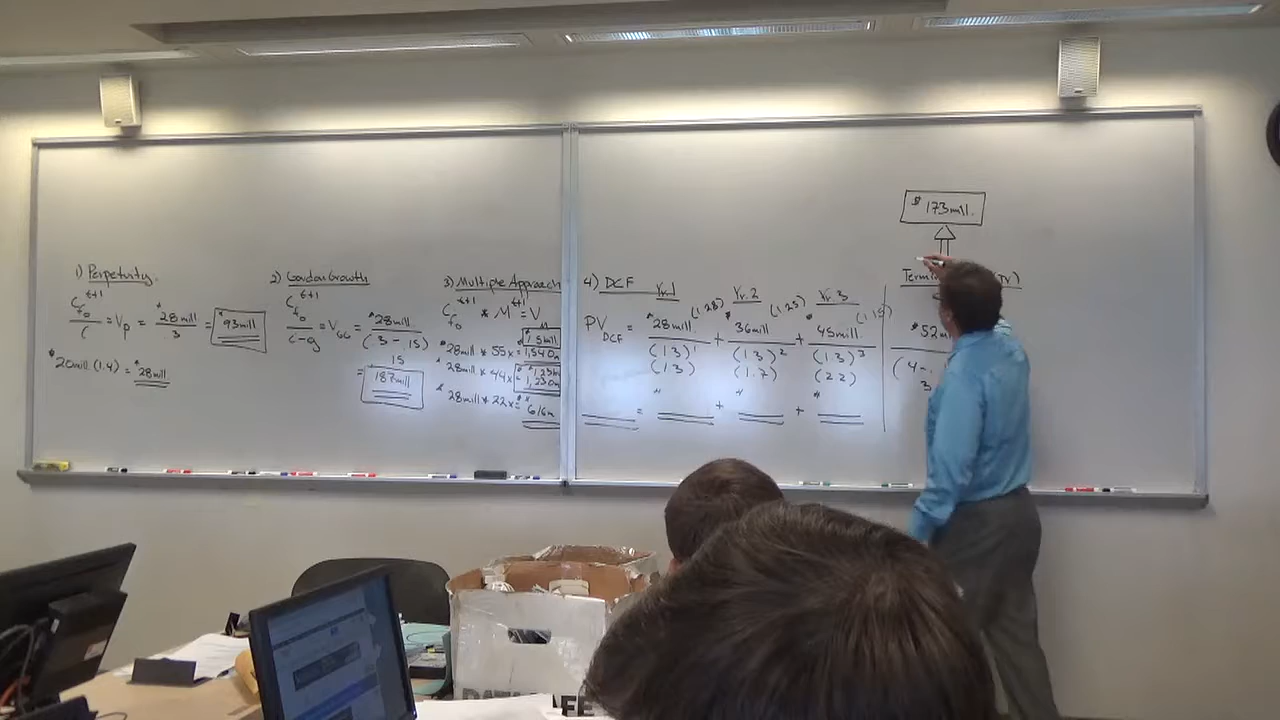 1) Perpetuity.
Cf₀ t+1 / r = Vp = $28mill / .3 = $93mill
$20mill (1.4) = $28mill
2) Gordon Growth
Cf₀ t+1 / r-g = VGG = $28mill / (.3 - .15)
.15
= 187mill
3) Multiple Approach
Cf₀ t+1 * M t+1 = V
$28mill * 55x = 1,540m
1.5mill
$28mill * 44x = 1,230m
$28mill * 22x = 616m
4) DCF
Yr.1 (1.28) Yr.2 (1.25) Yr.3 (1.15)
PV DCF = 28mill. / (1.3)¹ + 36mill / (1.3)² + 45mill / (1.3)³
(1.3) (1.7) (2.2)
= + +
$173mill.
$52m
(.4 -
.3